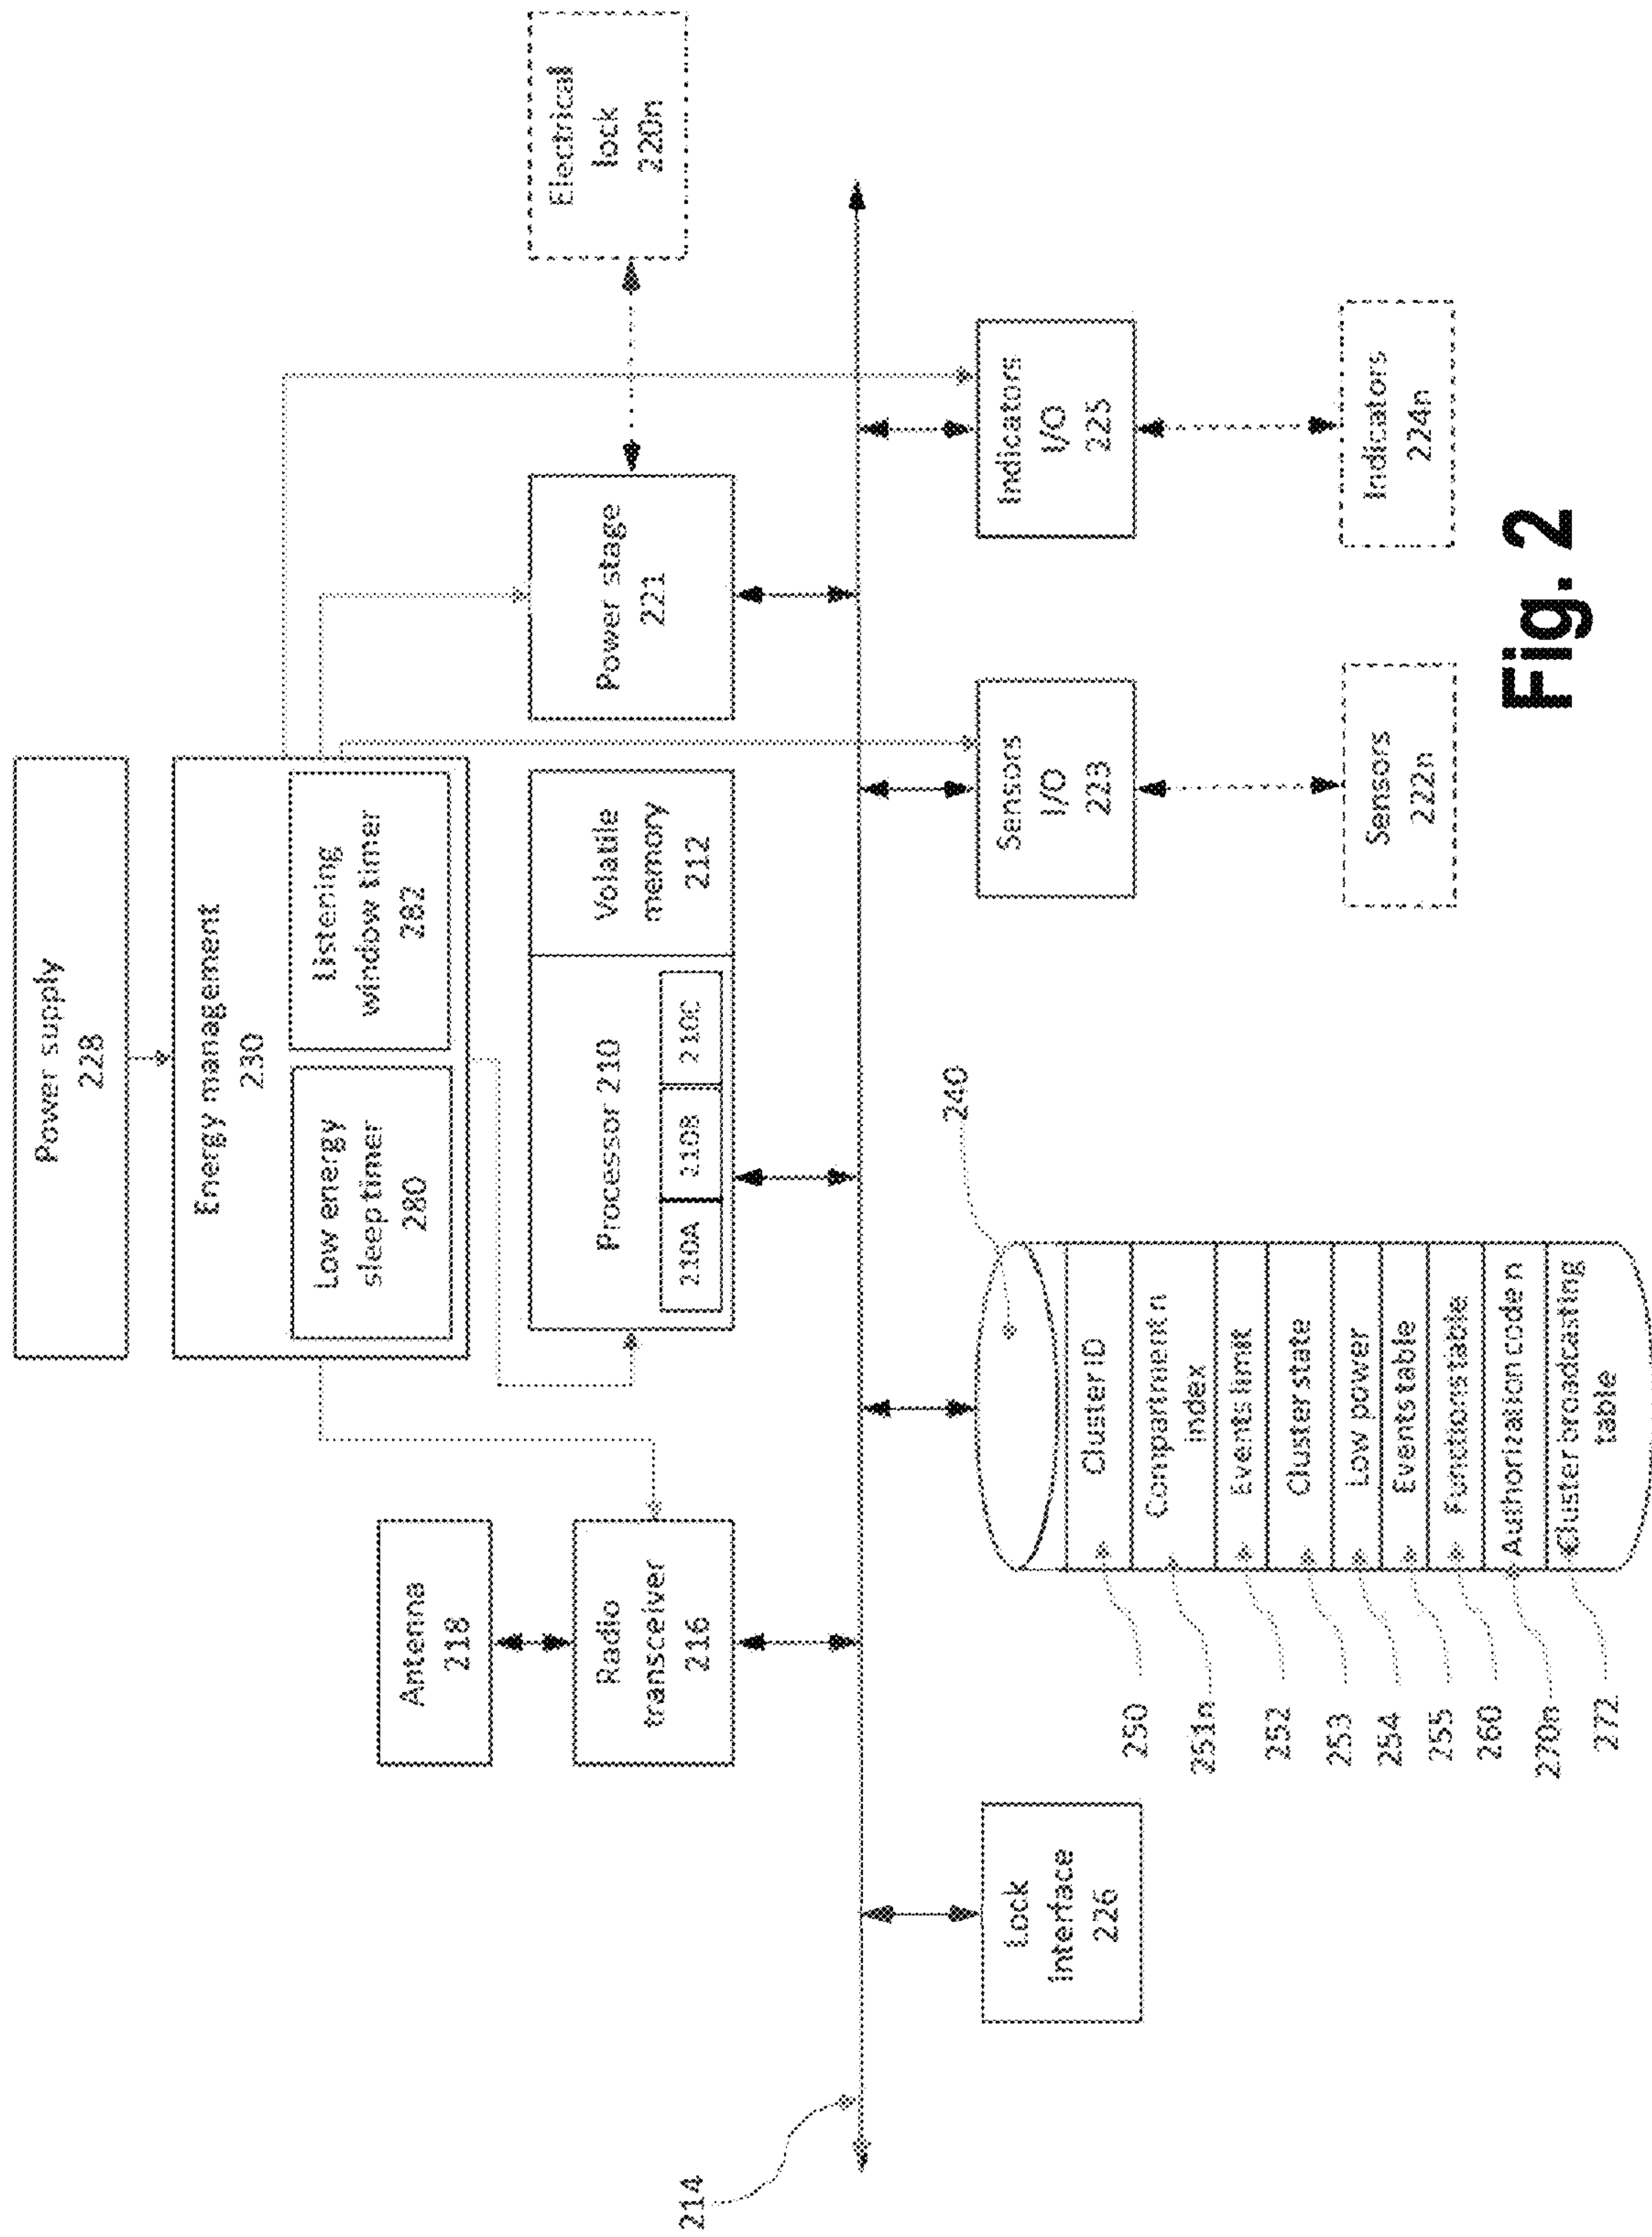 Power supply
228
Energy management
230
Low energy
sleep timer
280
Listening
window timer
282
Antenna
218
Radio
transceiver
216
Processor 210
210A
210B
210C
Volatile
memory
212
Power stage
221
Electrical
lock
220n
214
Lock
interface
226
240
Cluster ID
Compartment n
index
Events limit
Cluster state
Low power
Events table
Functions table
Authorization code n
Cluster broadcasting
table
250
251n
252
253
254
255
260
270n
272
Sensors
I/O
223
Indicators
I/O
225
Sensors
222n
Indicators
224n
Fig. 2